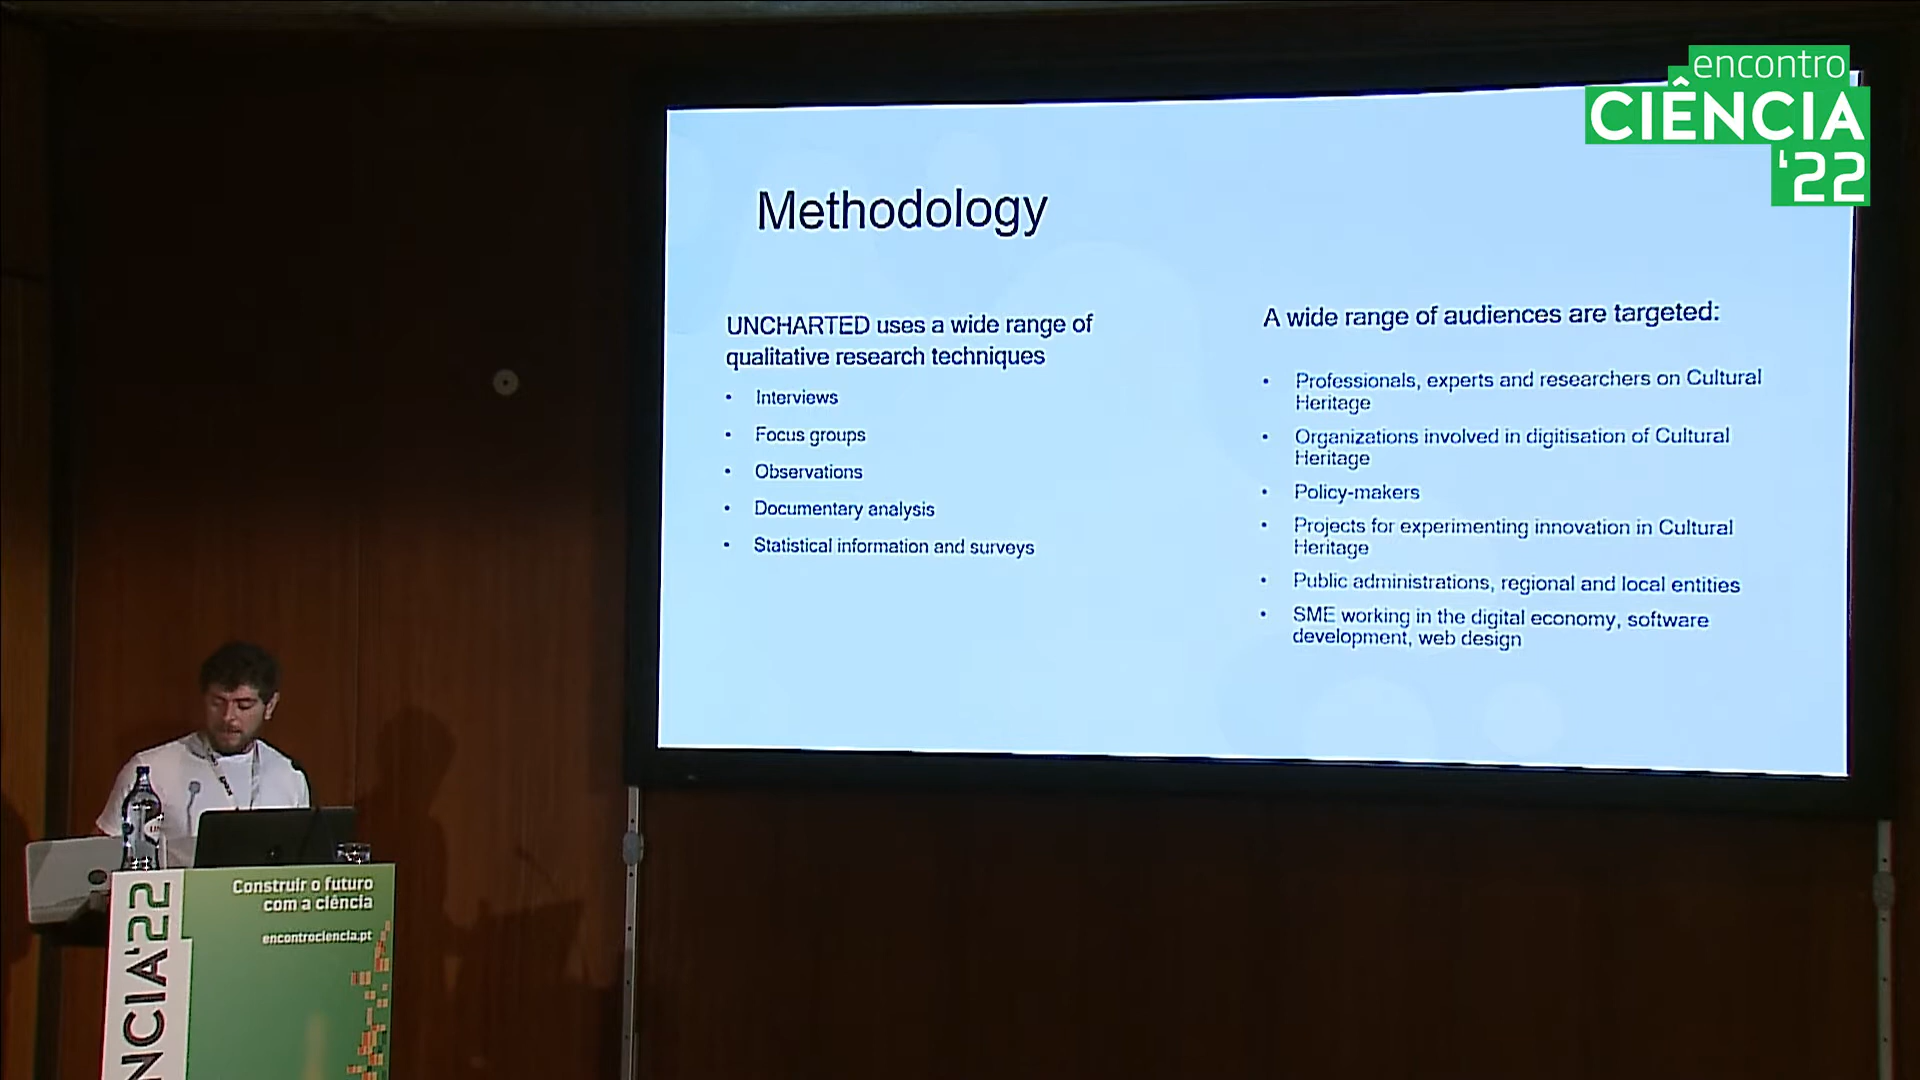 encontro
CIÊNCIA
'22
Methodology
UNCHARTED uses a wide range of
qualitative research techniques
• Interviews
• Focus groups
• Observations
• Documentary analysis
• Statistical information and surveys
A wide range of audiences are targeted:
• Professionals, experts and researchers on Cultural
Heritage
• Organizations involved in digitisation of Cultural
Heritage
• Policy-makers
• Projects for experimenting innovation in Cultural
Heritage
• Public administrations, regional and local entities
• SME working in the digital economy, software
development, web design
Construir o futuro
com a ciência
encontrociencia.pt
NCIA'22